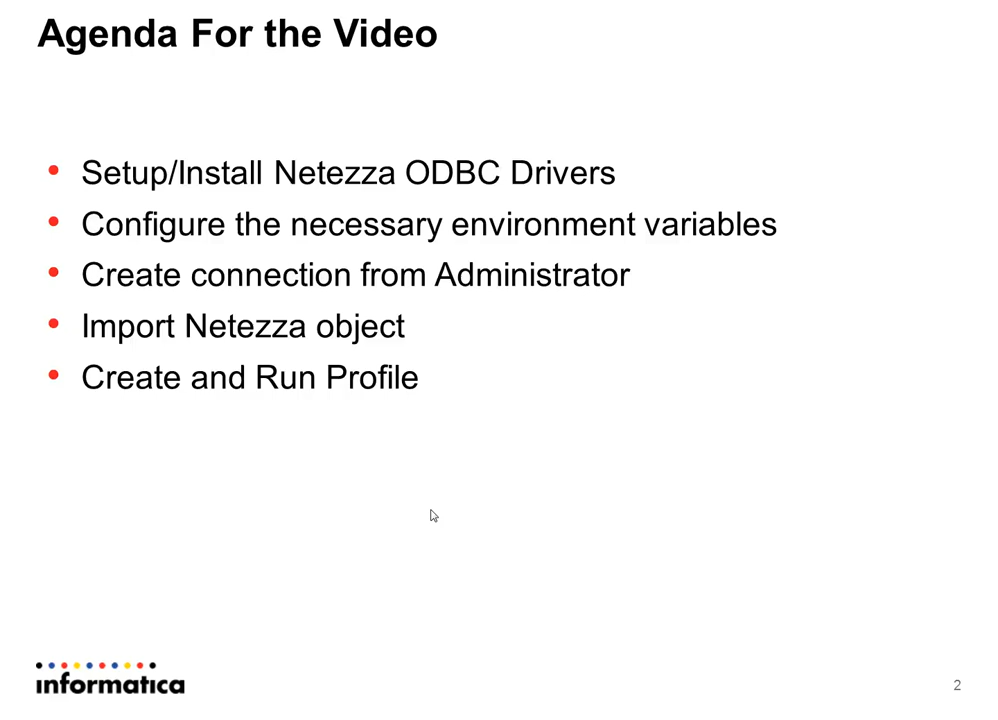 Agenda For the Video
• Setup/Install Netezza ODBC Drivers
• Configure the necessary environment variables
• Create connection from Administrator
• Import Netezza object
• Create and Run Profile
informatica
2